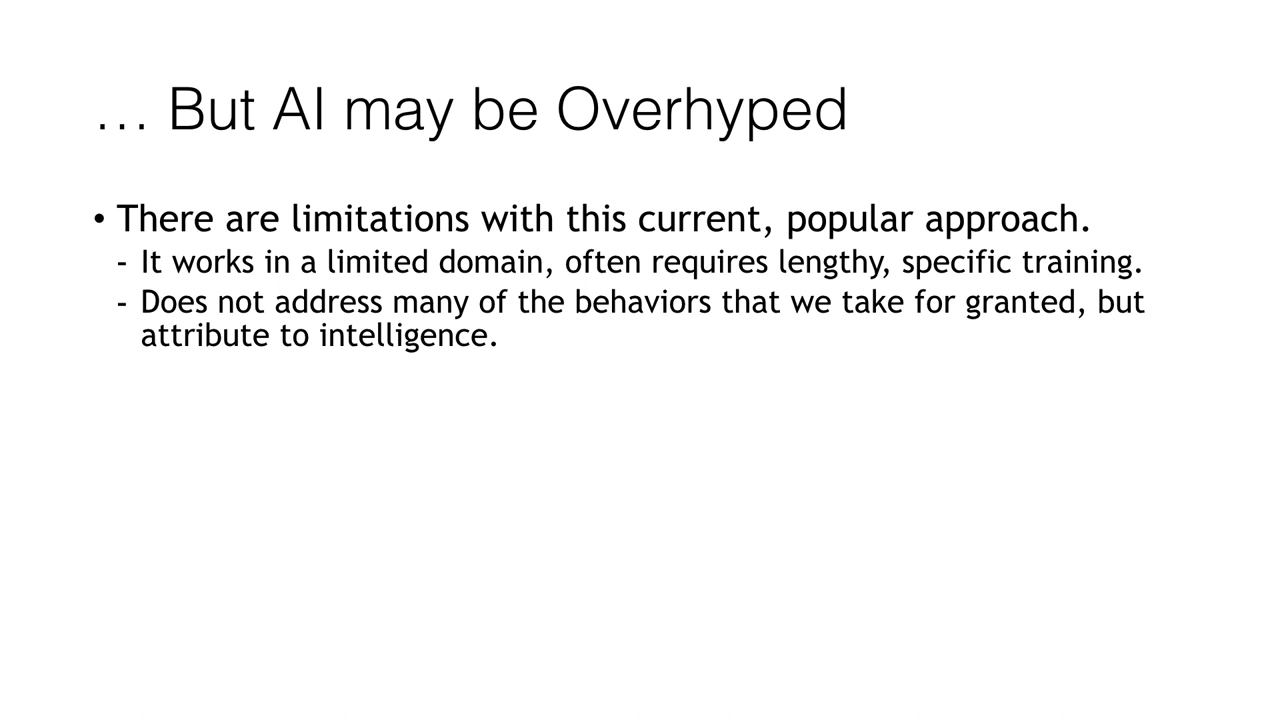 … But AI may be Overhyped
• There are limitations with this current, popular approach.
- It works in a limited domain, often requires lengthy, specific training.
- Does not address many of the behaviors that we take for granted, but
attribute to intelligence.